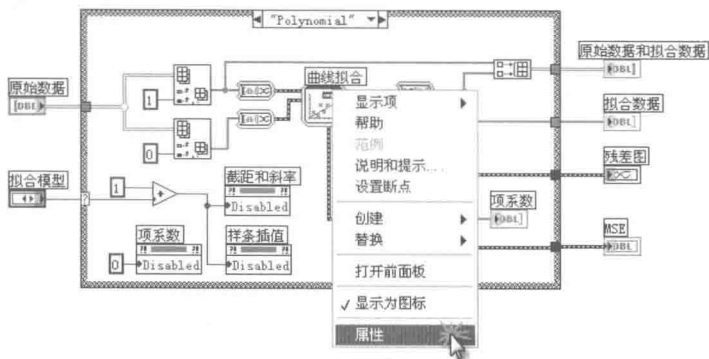 "Polynomial"
原始数据
DBL
1
0
曲线拟合
原始数据和拟合数据
DBL
拟合数据
DBL
残差图
拟合模型
1
+
截距和斜率
Disabled
项系数
0
Disabled
样条插值
Disabled
显示项
帮助
范例
说明和提示...
设置断点
创建
替换
打开前面板
✓ 显示为图标
属性
项系数
DBL
MSE
DBL